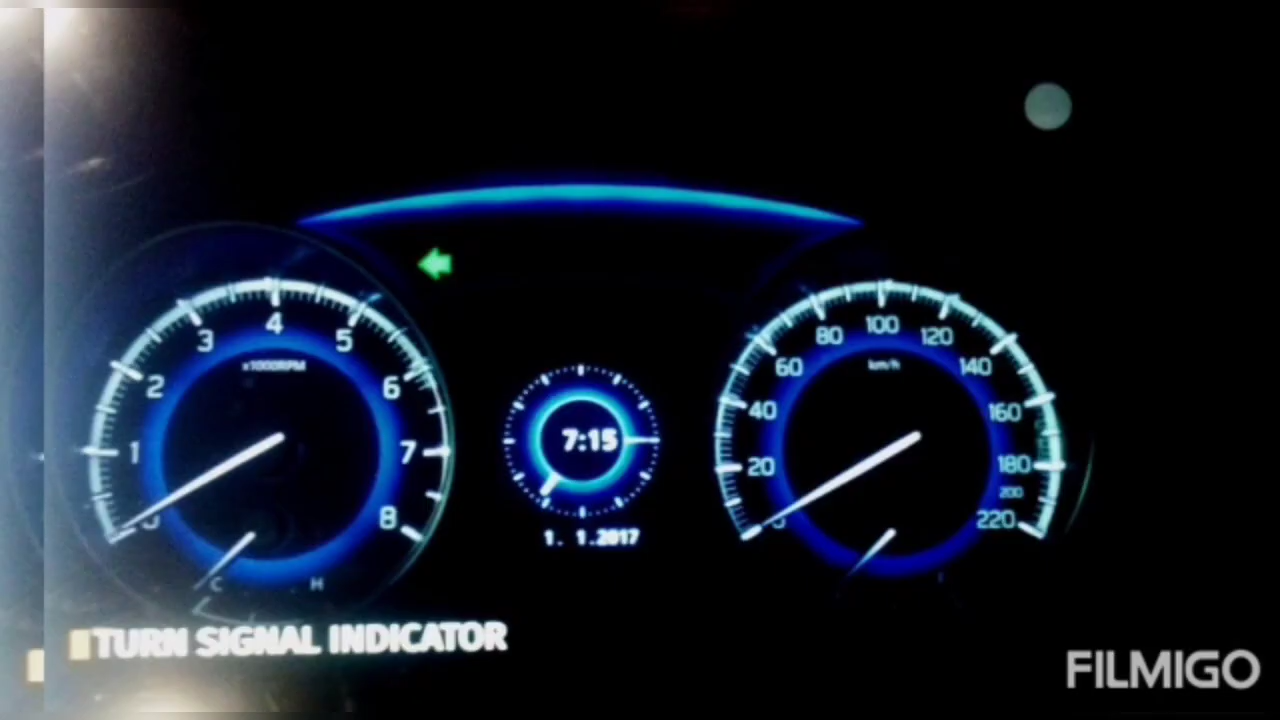 4
3 5
x1000RPM
2 6
1 7
8
C H
7:15
1. 1.2017
80 100 120
60 km/h 140
40 160
20 180
200
220
TURN SIGNAL INDICATOR
FILMIGO